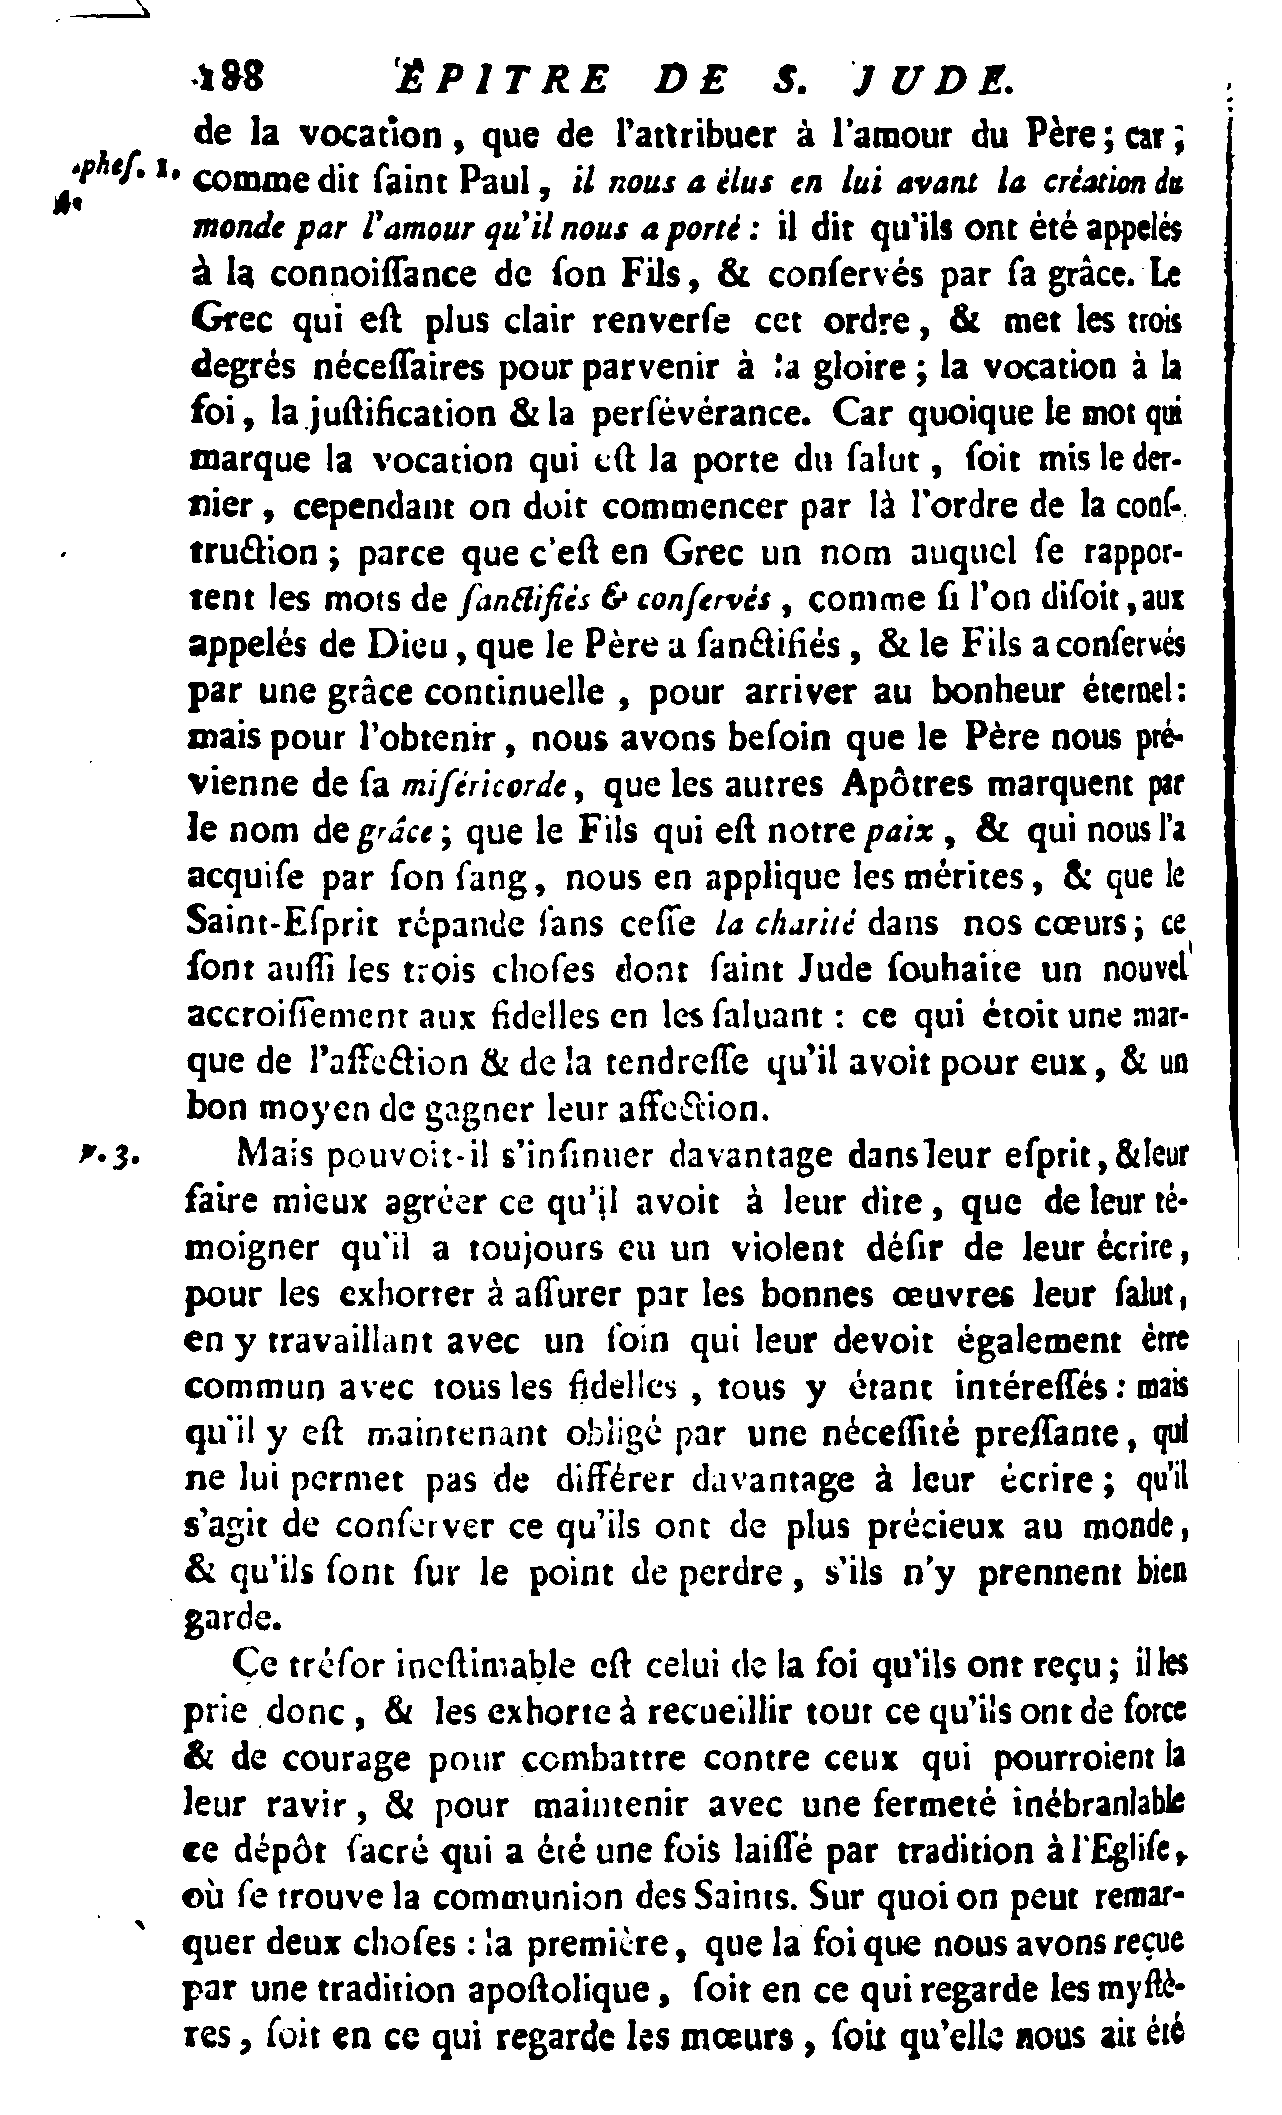 188 ÉPITRE DE S. JUDE.
de la vocation, que de l'attribuer à l'amour du Père; car;
phes. 1. comme dit ſaint Paul, il nous a élus en lui avant la création du
4.
monde par l'amour qu'il nous a porté: il dit qu'ils ont été appelés
à la connoiſſance de ſon Fils, & conſervés par ſa grâce. Le
Grec qui eſt plus clair renverſe cet ordre, & met les trois
degrés néceſſaires pour parvenir à la gloire; la vocation à la
foi, la juſtification & la perſévérance. Car quoique le mot qui
marque la vocation qui eſt la porte du ſalut, ſoit mis le der-
nier, cependant on doit commencer par là l'ordre de la conſ-
truction; parce que c'eſt en Grec un nom auquel ſe rappor-
tent les mots de ſanctifiés & conſervés, comme ſi l'on diſoit, aux
appelés de Dieu, que le Père a ſanctifiés, & le Fils a conſervés
par une grâce continuelle, pour arriver au bonheur éternel:
mais pour l'obtenir, nous avons beſoin que le Père nous pré-
vienne de ſa miſéricorde, que les autres Apôtres marquent par
le nom de grâce; que le Fils qui eſt notre paix, & qui nous l'a
acquiſe par ſon ſang, nous en applique les mérites, & que le
Saint-Eſprit répande ſans ceſſe la charité dans nos cœurs; ce
ſont auſſi les trois choſes dont ſaint Jude ſouhaite un nouvel
accroiſſement aux fidelles en les ſaluant: ce qui étoit une mar-
que de l'affection & de la tendreſſe qu'il avoit pour eux, & un
bon moyen de gagner leur affection.
℣. 3. Mais pouvoit-il s'inſinuer davantage dans leur eſprit, & leur
faire mieux agréer ce qu'il avoit à leur dire, que de leur té-
moigner qu'il a toujours eu un violent déſir de leur écrire,
pour les exhorter à aſſurer par les bonnes œuvres leur ſalut,
en y travaillant avec un ſoin qui leur devoit également être
commun avec tous les fidelles, tous y étant intéreſſés: mais
qu'il y eſt maintenant obligé par une néceſſité preſſante, qui
ne lui permet pas de différer davantage à leur écrire; qu'il
s'agit de conſerver ce qu'ils ont de plus précieux au monde,
& qu'ils ſont ſur le point de perdre, s'ils n'y prennent bien
garde.
Ce tréſor ineſtimable eſt celui de la foi qu'ils ont reçu; il les
prie donc, & les exhorte à recueillir tout ce qu'ils ont de force
& de courage pour combattre contre ceux qui pourroient la
leur ravir, & pour maintenir avec une fermeté inébranlable
ce dépôt ſacré qui a été une fois laiſſé par tradition à l'Egliſe,
où ſe trouve la communion des Saints. Sur quoi on peut remar-
quer deux choſes: la première, que la foi que nous avons reçue
par une tradition apoſtolique, ſoit en ce qui regarde les myſtè-
res, ſoit en ce qui regarde les mœurs, ſoit qu'elle nous ait été